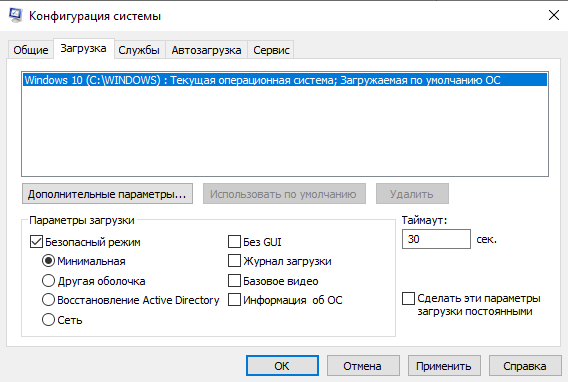 Конфигурация системы
Общие Загрузка Службы Автозагрузка Сервис
Windows 10 (C:\WINDOWS) : Текущая операционная система; Загружаемая по умолчанию ОС
Дополнительные параметры... Использовать по умолчанию Удалить
Параметры загрузки Таймаут:
Безопасный режим Без GUI 30 сек.
Минимальная Журнал загрузки
Другая оболочка Базовое видео
Восстановление Active Directory Информация об ОС Сделать эти параметры
загрузки постоянными
Сеть
ОК Отмена Применить Справка